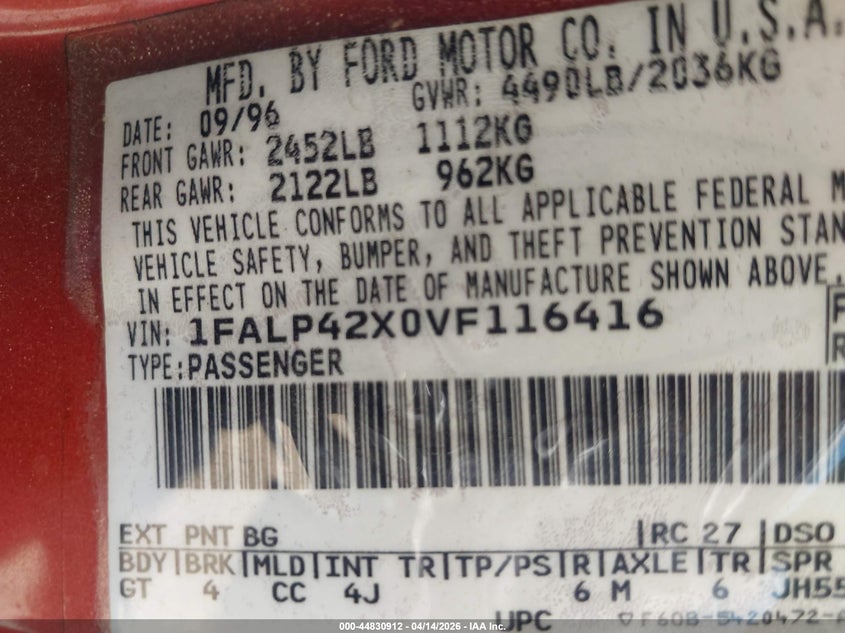 MFD. BY FORD MOTOR CO. IN U.S.A.
DATE: 09/96 GVWR: 4490LB/2036KG
FRONT GAWR: 2452LB 1112KG
REAR GAWR: 2122LB 962KG
THIS VEHICLE CONFORMS TO ALL APPLICABLE FEDERAL M
VEHICLE SAFETY, BUMPER, AND THEFT PREVENTION STAN
IN EFFECT ON THE DATE OF MANUFACTURE SHOWN ABOVE.
VIN: 1FALP42X0VF116416
TYPE: PASSENGER
EXT PNT BG RC 27 DSO
BDY BRK MLD INT TR TP/PS R AXLE TR SPR
GT 4 CC 4J 6 M 6 JH55
UPC F60B-5420472-A
000-44830912 - 04/14/2026 - IAA Inc.